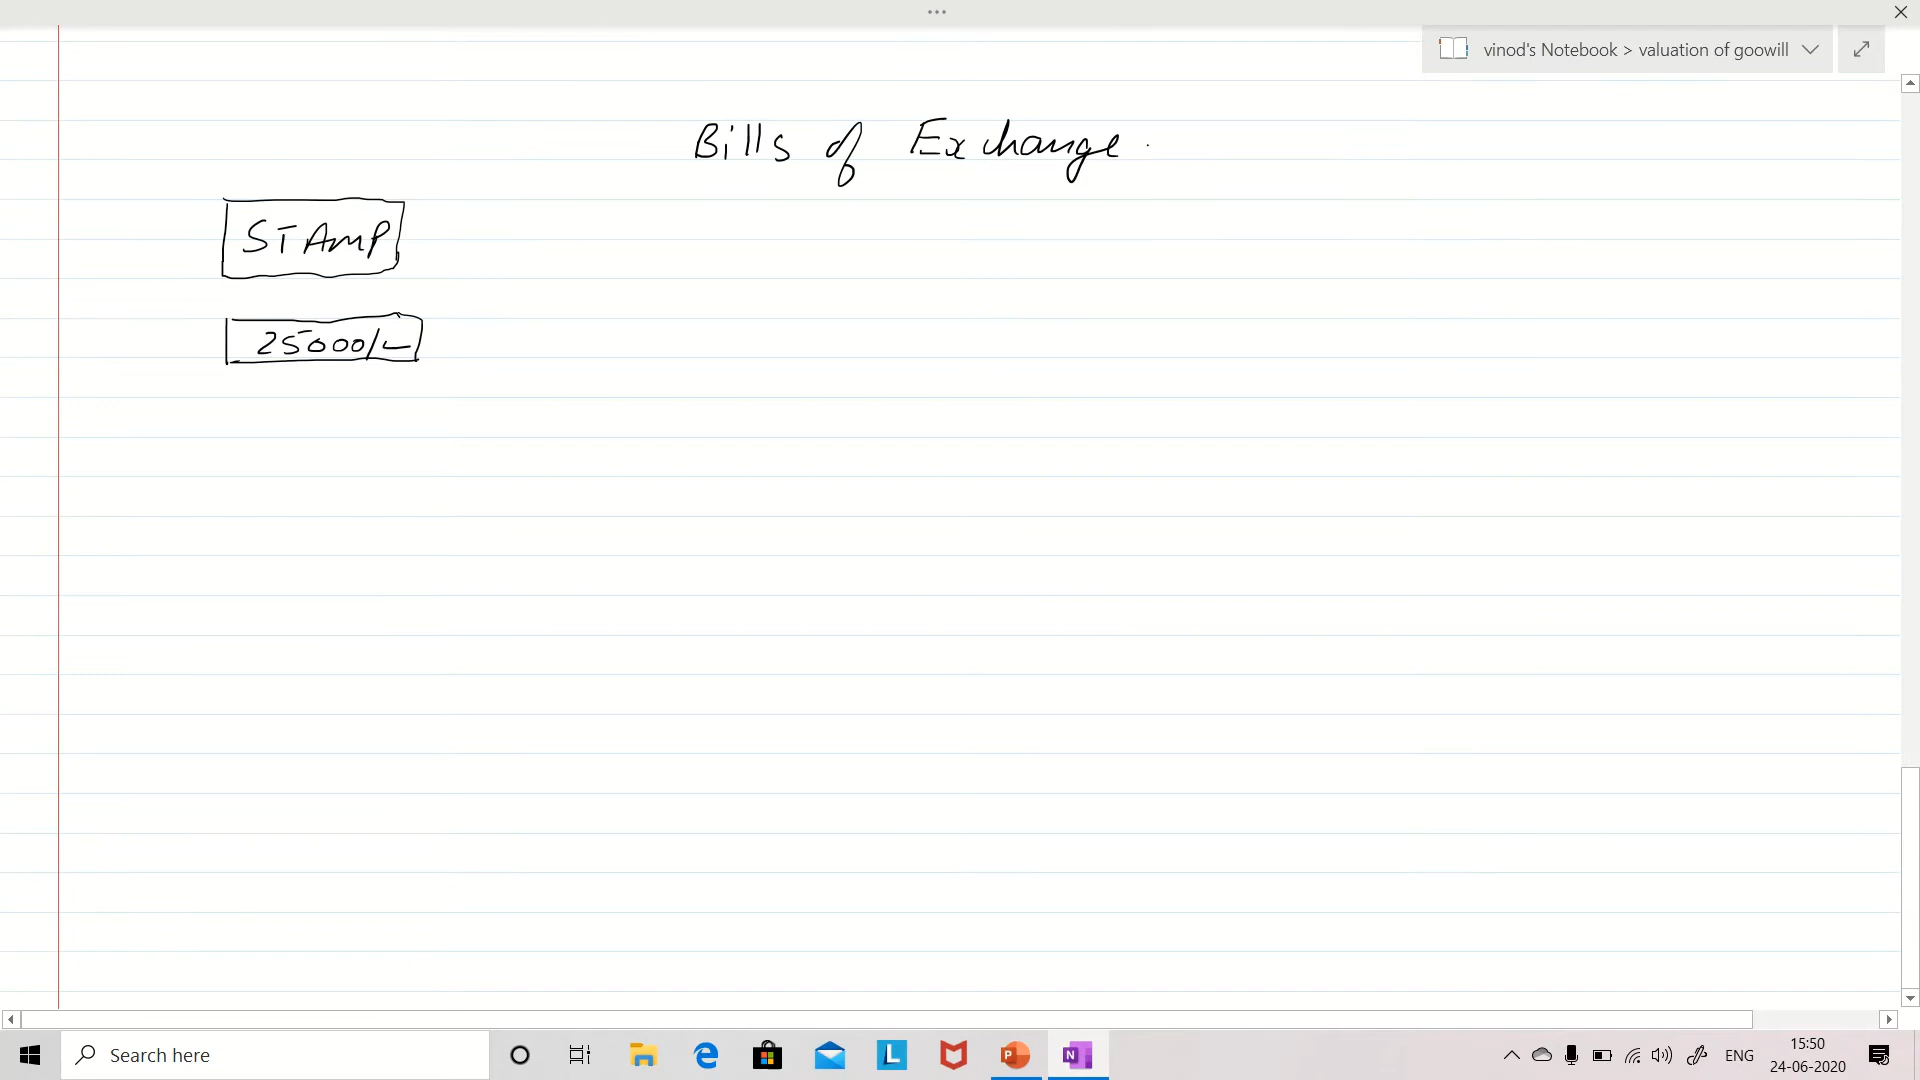 vinod's Notebook > valuation of goowill
Bills of Exchange.
STAMP
25000/-
Search here
ENG
15:50
24-06-2020